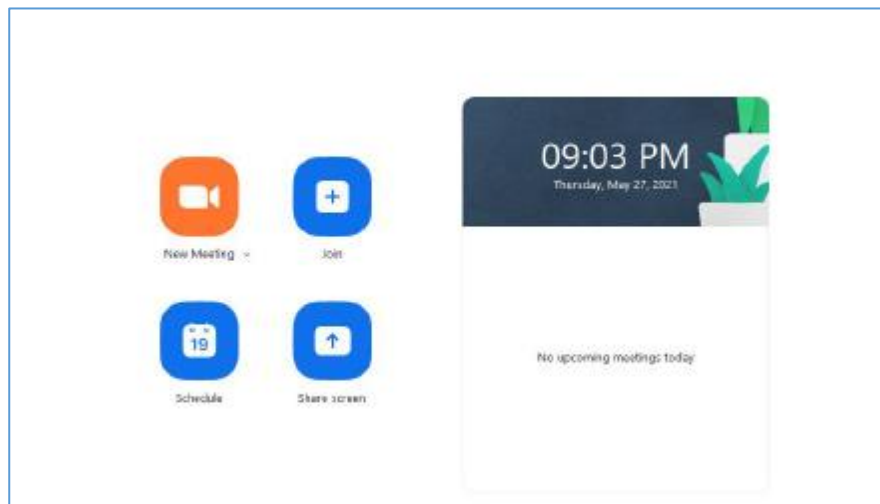 09:03 PM
Thursday, May 27, 2021
New Meeting
Join
19
Schedule
Share screen
No upcoming meetings today